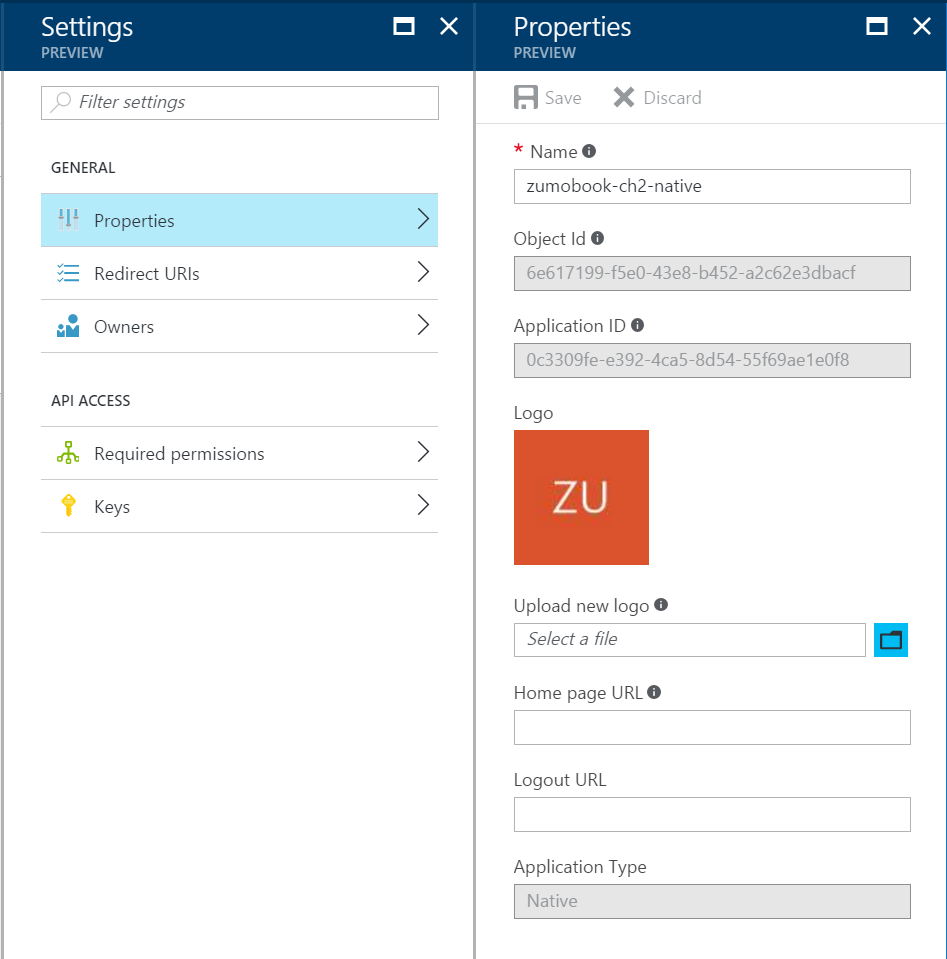 Settings
PREVIEW
Filter settings
GENERAL
Properties
Redirect URIs
Owners
API ACCESS
Required permissions
Keys
Properties
PREVIEW
Save Discard
* Name
zumobook-ch2-native
Object Id
6e617199-f5e0-43e8-b452-a2c62e3dbacf
Application ID
0c3309fe-e392-4ca5-8d54-55f69ae1e0f8
Logo
ZU
Upload new logo
Select a file
Home page URL
Logout URL
Application Type
Native